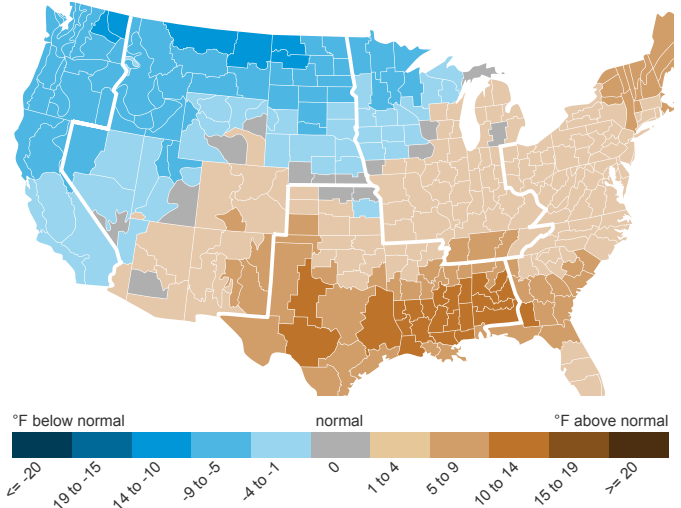 °F below normal normal °F above normal
<= -20
19 to -15
14 to -10
-9 to -5
-4 to -1
0
1 to 4
5 to 9
10 to 14
15 to 19
>= 20